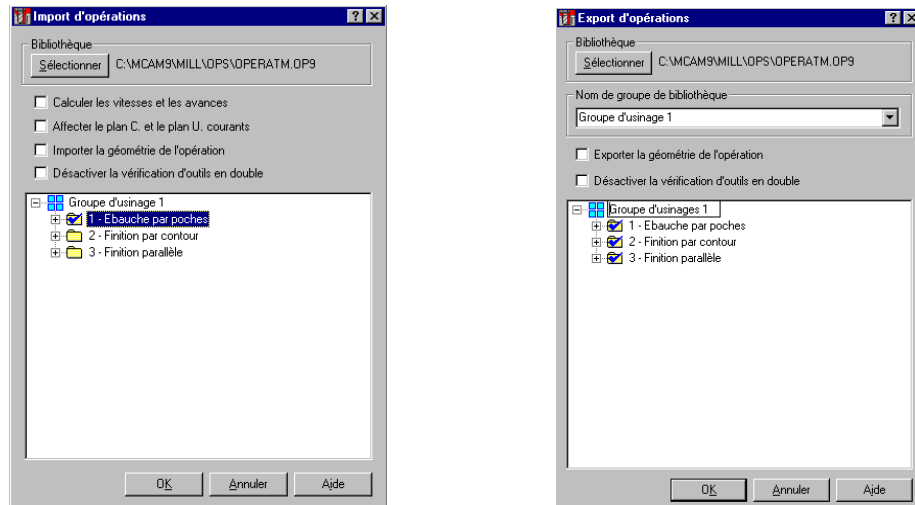 Import d'opérations
Bibliothèque
Sélectionner C:\MCAM9\MILL\OPS\OPERATM.OP9
Calculer les vitesses et les avances
Affecter le plan C. et le plan U. courants
Importer la géométrie de l'opération
Désactiver la vérification d'outils en double
Groupe d'usinage 1
1 - Ebauche par poches
2 - Finition par contour
3 - Finition parallèle
OK Annuler Aide
Export d'opérations
Bibliothèque
Sélectionner C:\MCAM9\MILL\OPS\OPERATM.OP9
Nom de groupe de bibliothèque
Groupe d'usinage 1
Exporter la géométrie de l'opération
Désactiver la vérification d'outils en double
Groupe d'usinages 1
1 - Ebauche par poches
2 - Finition par contour
3 - Finition parallèle
OK Annuler Aide